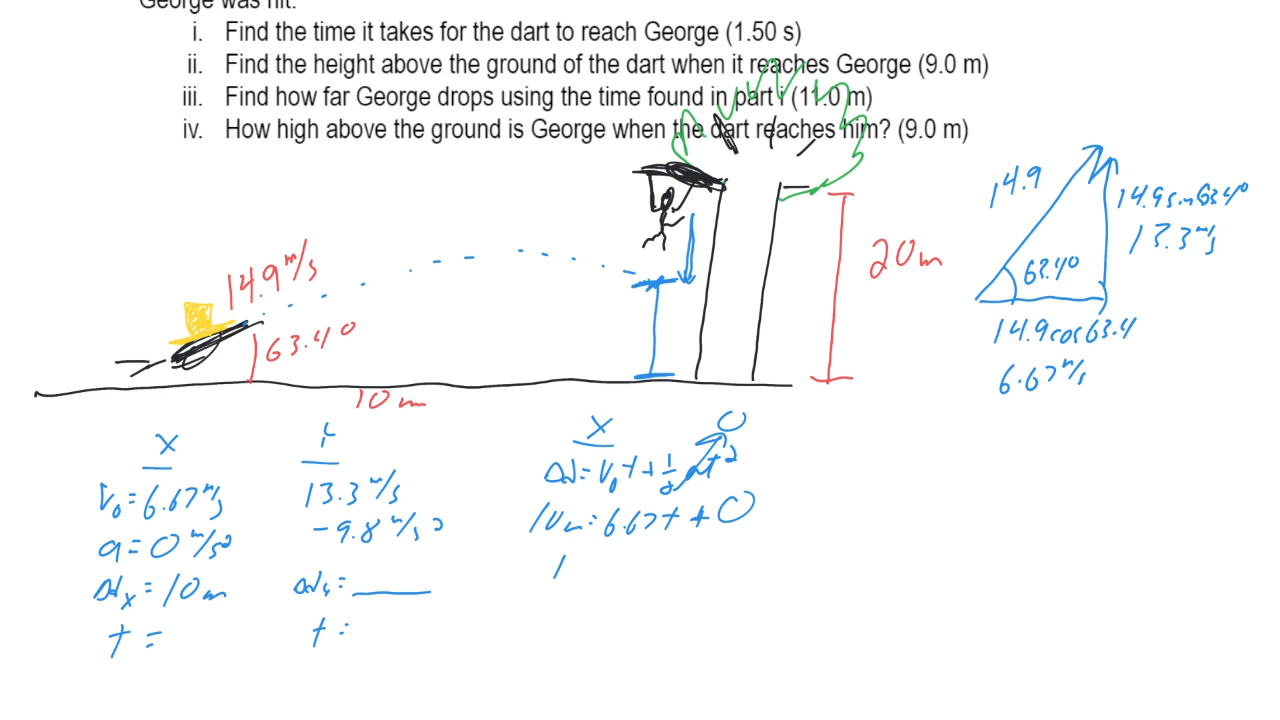 George was hit.
i. Find the time it takes for the dart to reach George (1.50 s)
ii. Find the height above the ground of the dart when it reaches George (9.0 m)
iii. Find how far George drops using the time found in part i (11.0 m)
iv. How high above the ground is George when the dart reaches him? (9.0 m)
14.9 m/s
63.4°
10 m
20m
14.9
14.9 sin 63.4°
13.3 m/s
63.4°
14.9 cos 63.4
6.67 m/s
X
V₀ = 6.67 m/s
a = 0 m/s²
Δdₓ = 10 m
t =
Y
13.3 m/s
-9.8 m/s²
Δdᵧ = ____
t =
X
Δd = V₀t + ½at² 0
10m = 6.67t + 0